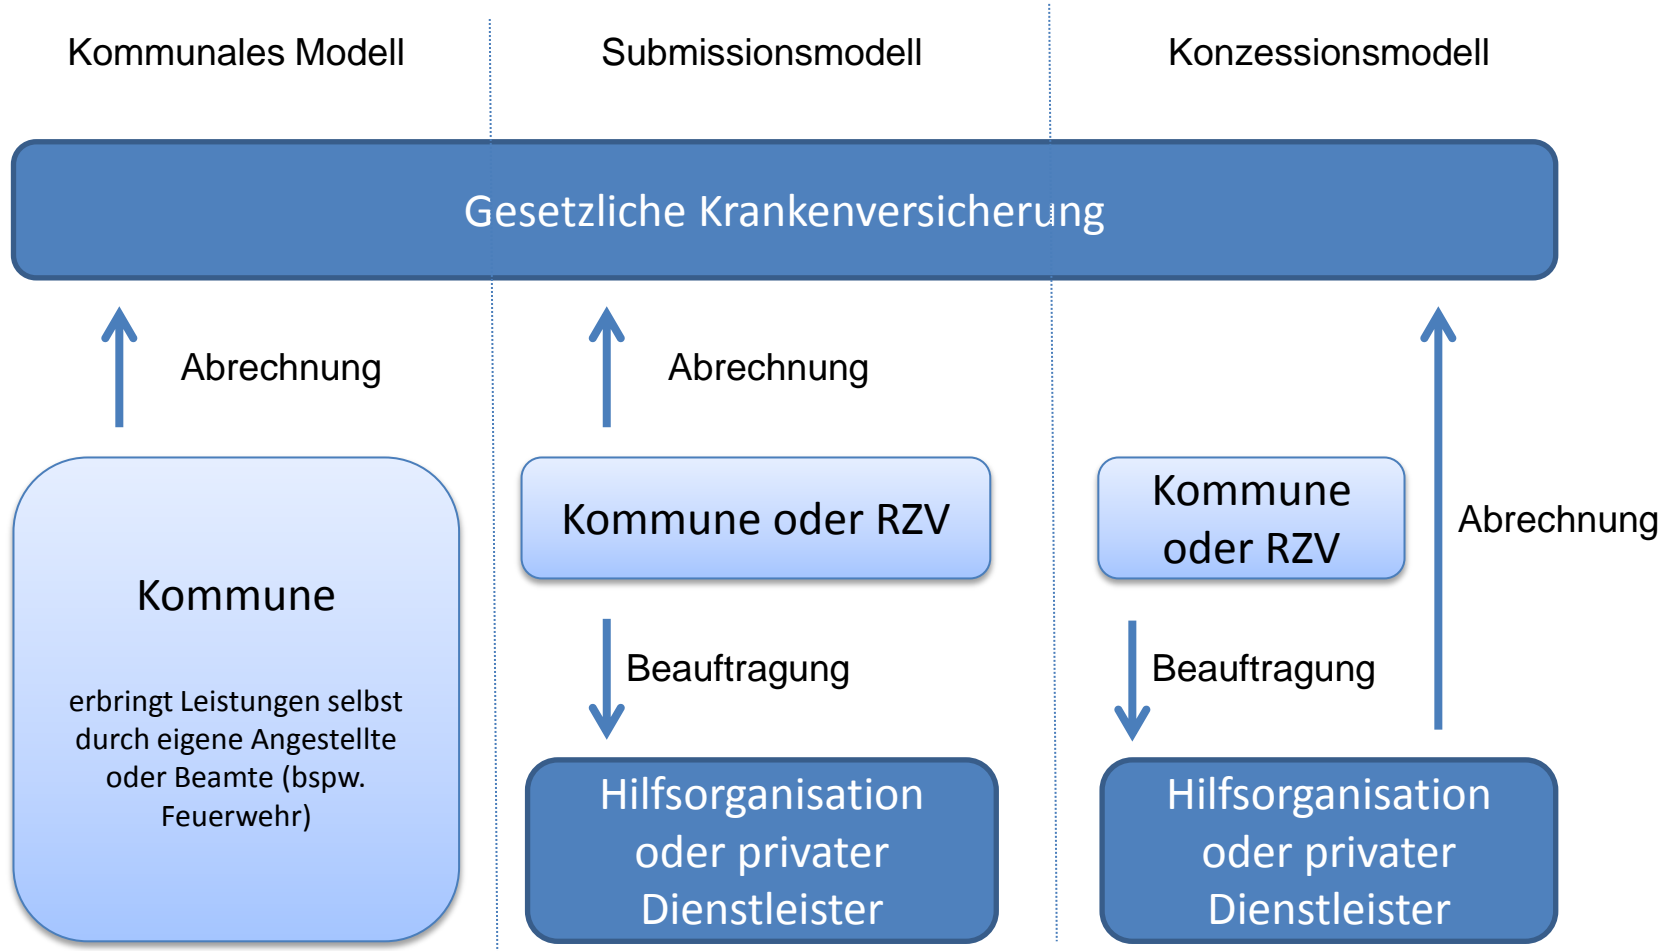 Kommunales Modell
Submissionsmodell
Konzessionsmodell
Gesetzliche Krankenversicherung
Abrechnung
Abrechnung
Abrechnung
Kommune
erbringt Leistungen selbst
durch eigene Angestellte
oder Beamte (bspw.
Feuerwehr)
Kommune oder RZV
Beauftragung
Hilfsorganisation
oder privater
Dienstleister
Kommune
oder RZV
Beauftragung
Hilfsorganisation
oder privater
Dienstleister